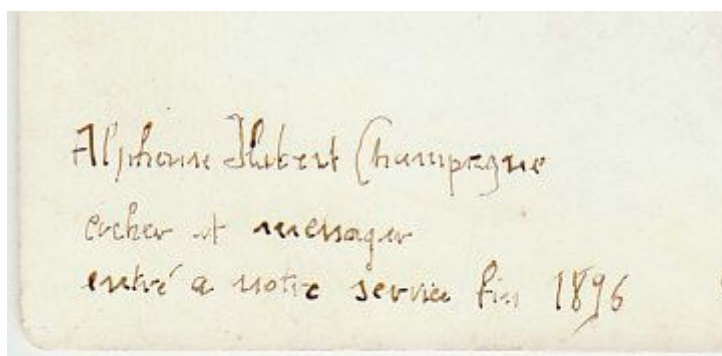 Alphonse Hubert Champagne
cocher et messager
entré a notre service fin 1896